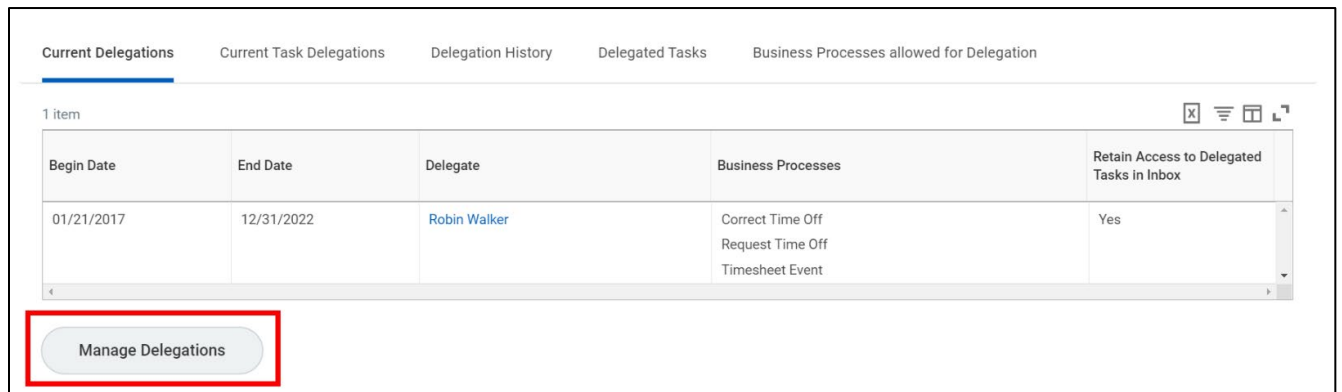 Current Delegations Current Task Delegations Delegation History Delegated Tasks Business Processes allowed for Delegation
1 item
Begin Date End Date Delegate Business Processes Retain Access to Delegated
Tasks in Inbox
01/21/2017 12/31/2022 Robin Walker Correct Time Off Yes
Request Time Off
Timesheet Event
Manage Delegations